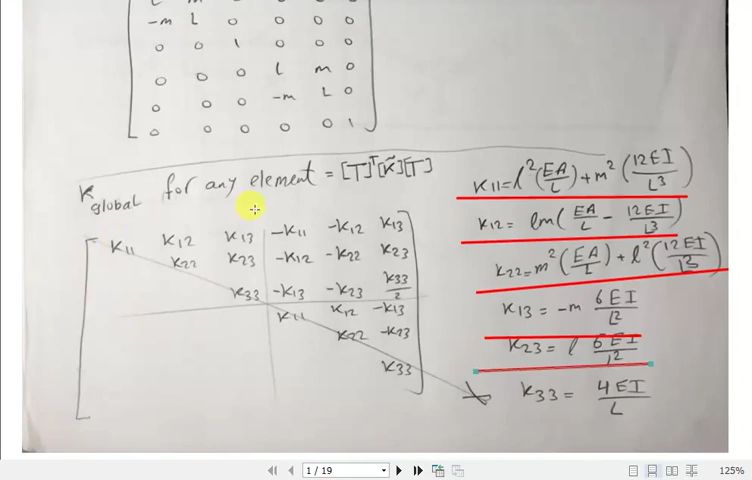 -m L 0 0 0 0
0 0 1 0 0 0
0 0 0 L m 0
0 0 0 -m L 0
0 0 0 0 0 1
K global for any element = [T]ᵀ[K̃][T]
K11 K12 K13 -K11 -K12 K13
K22 K23 -K12 -K22 K23
K33 -K13 -K23 K33/2
K11 K12 -K13
K22 -K23
K33
K11 = l²(EA/L) + m²(12EI/L³)
K12 = lm(EA/L - 12EI/L³)
K22 = m²(EA/L) + l²(12EI/L³)
K13 = -m 6EI/L²
K23 = l 6EI/L²
K33 = 4EI/L
1 / 19
125%